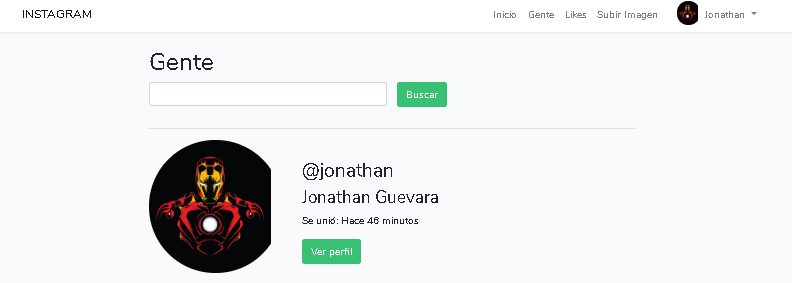 INSTAGRAM
Inicio Gente Likes Subir Imagen Jonathan
Gente
Buscar
@jonathan
Jonathan Guevara
Se unió: Hace 46 minutos
Ver perfil